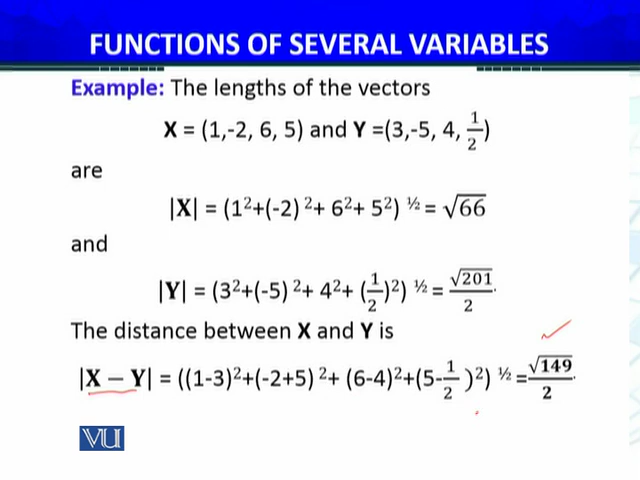 FUNCTIONS OF SEVERAL VARIABLES
Example: The lengths of the vectors
X = (1,-2, 6, 5) and Y =(3,-5, 4, 1/2)
are
|X| = (1²+(-2) ²+ 6²+ 5²) ½ = √66
and
|Y| = (3²+(-5) ²+ 4²+ (1/2)²) ½ = √201/2.
The distance between X and Y is
|X − Y| = ((1-3)²+(-2+5) ²+ (6-4)²+(5-1/2 )²) ½ =√149/2.
VU